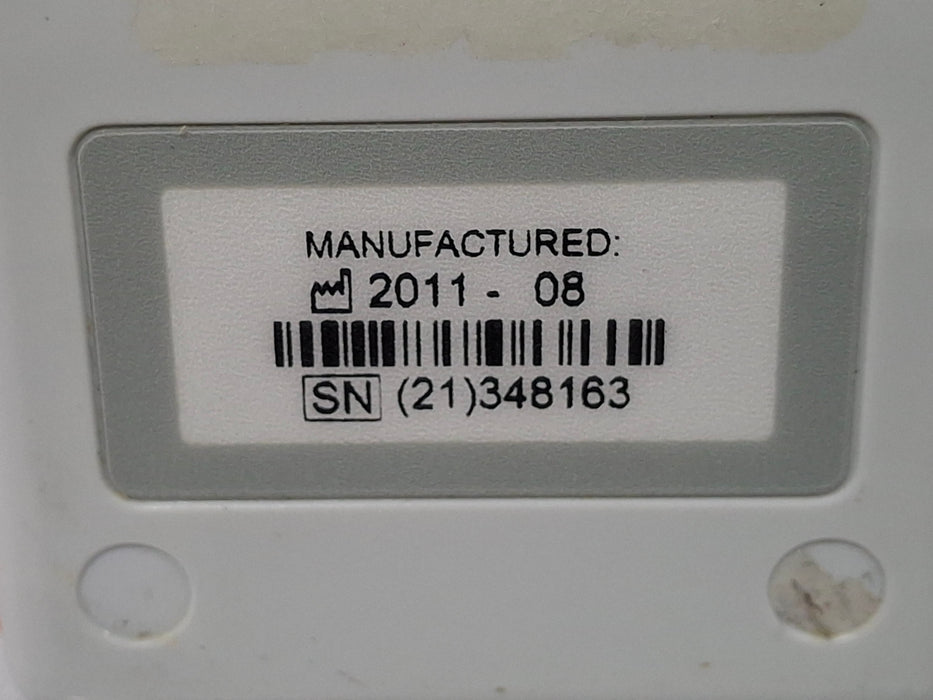 MANUFACTURED:
2011 - 08
SN (21)348163